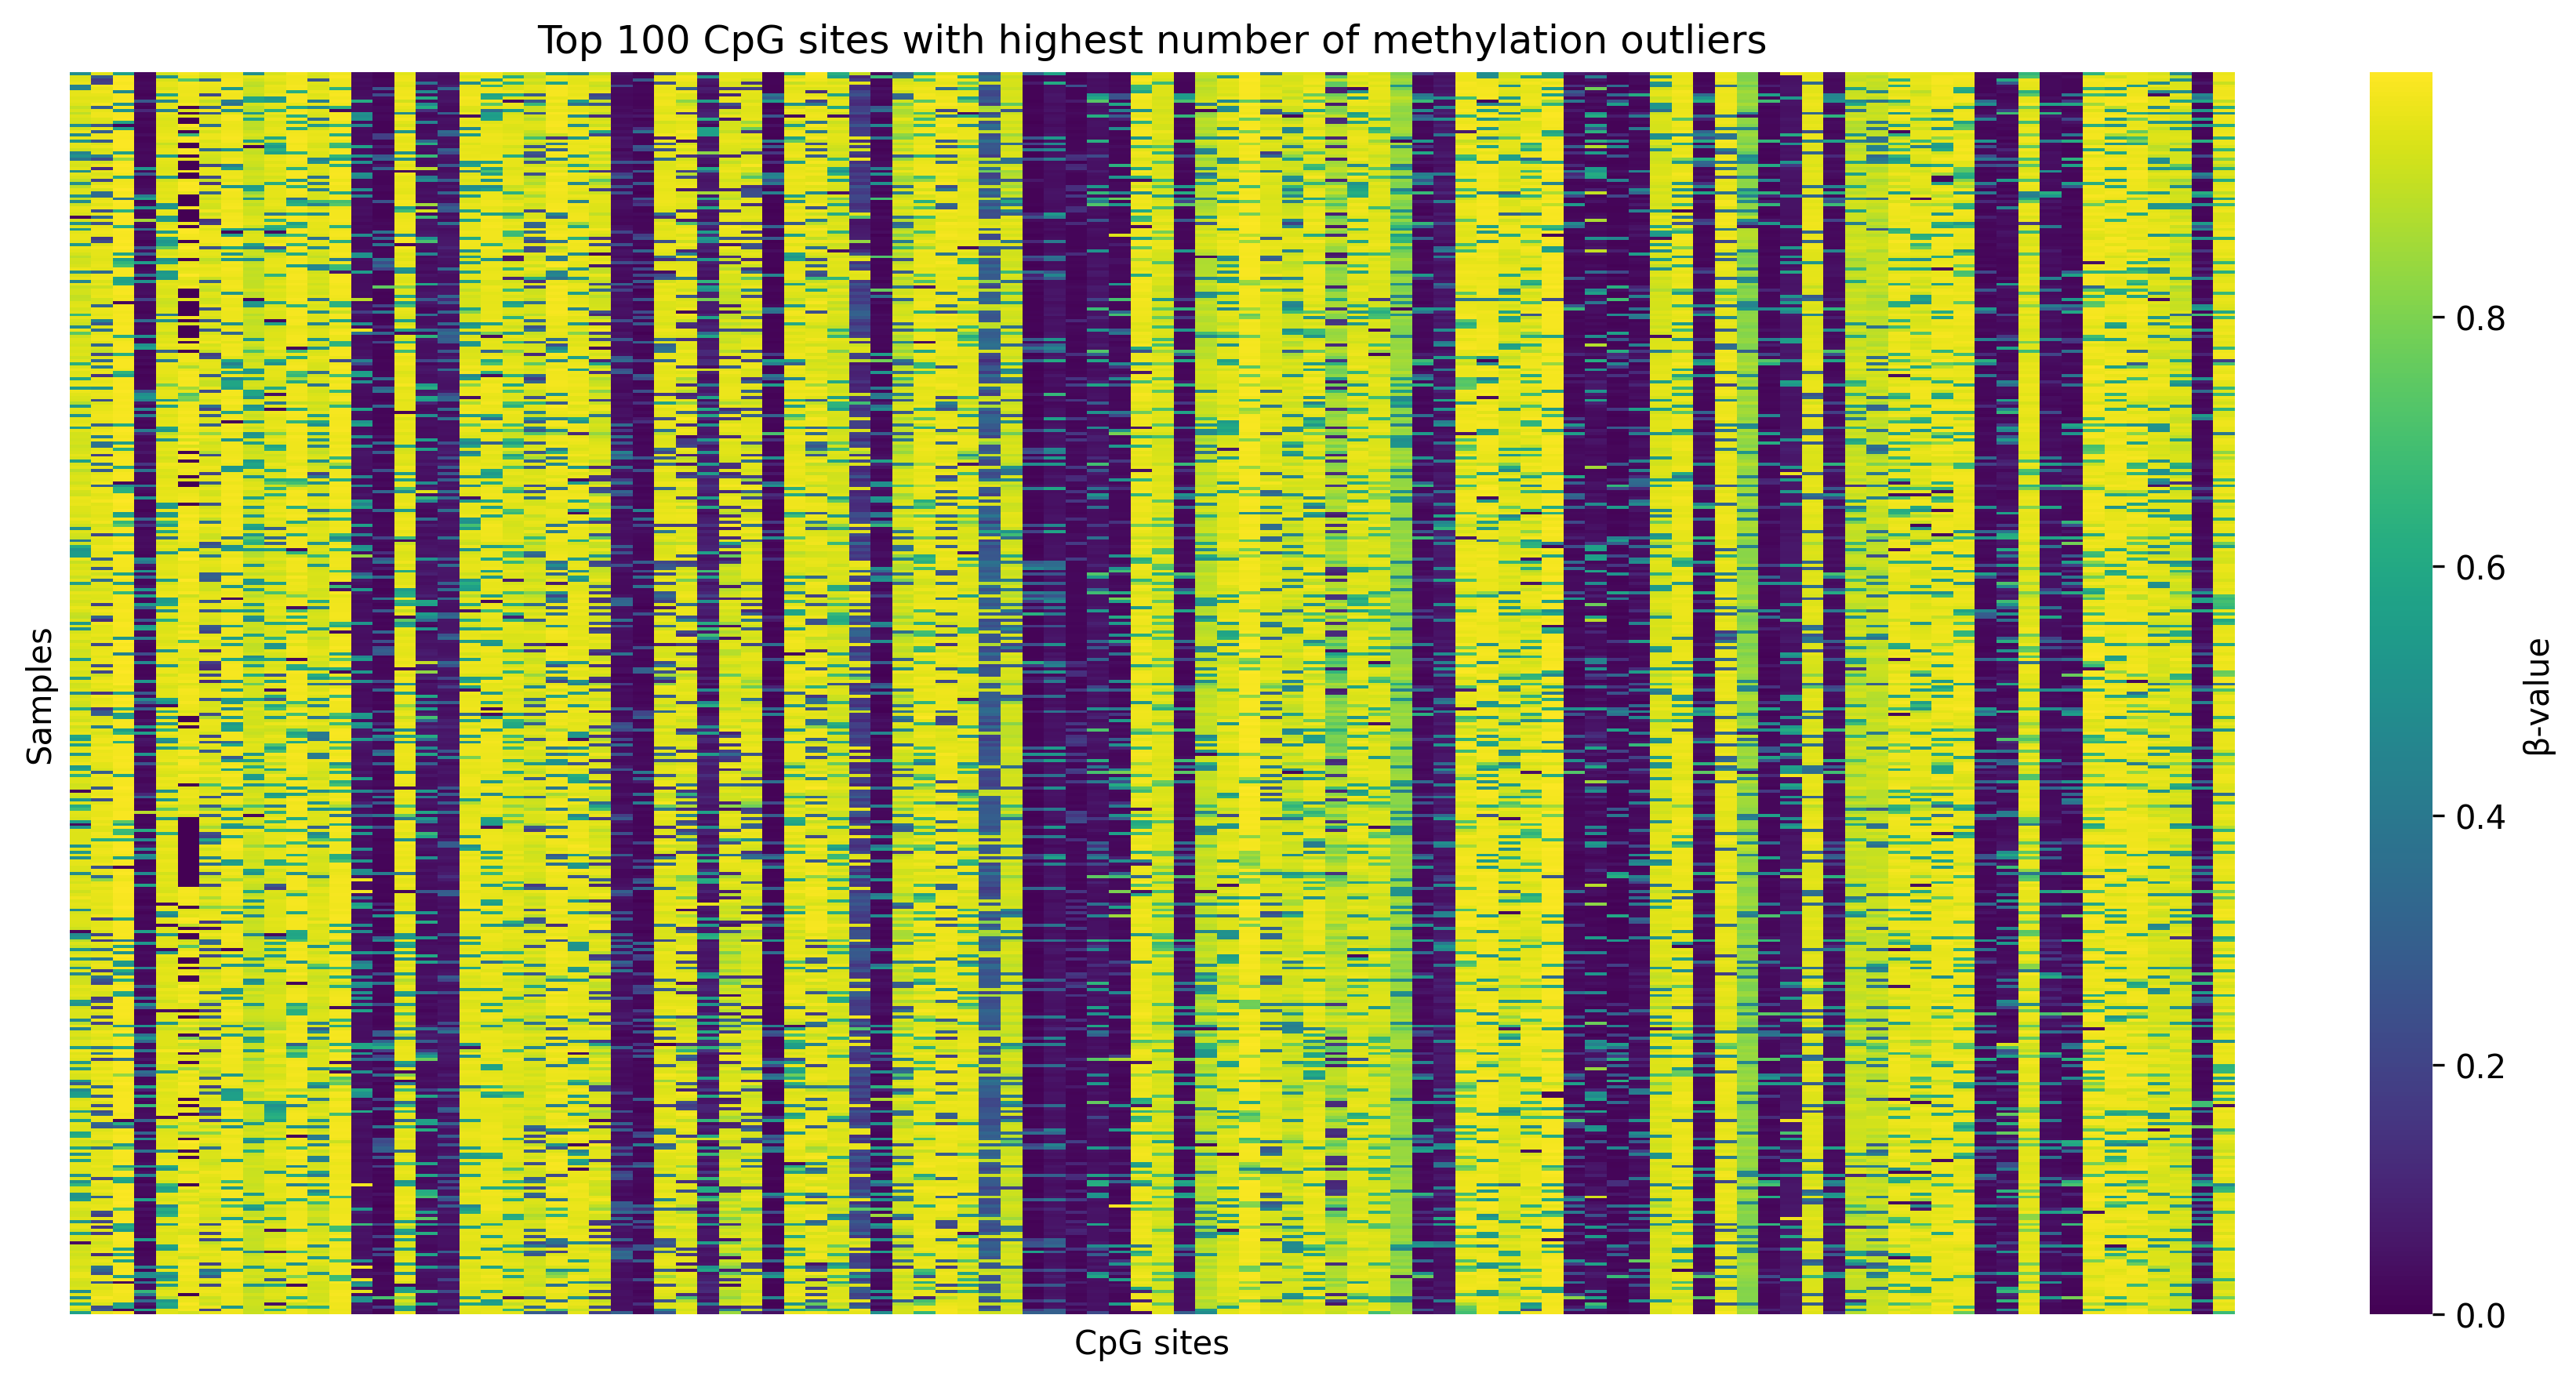 Top 100 CpG sites with highest number of methylation outliers
Samples
CpG sites
0.8
0.6
0.4
0.2
0.0
β-value